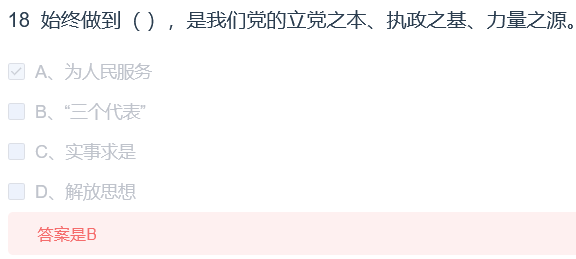 18 始终做到（ ），是我们党的立党之本、执政之基、力量之源。
A、为人民服务
B、“三个代表”
C、实事求是
D、解放思想
答案是B